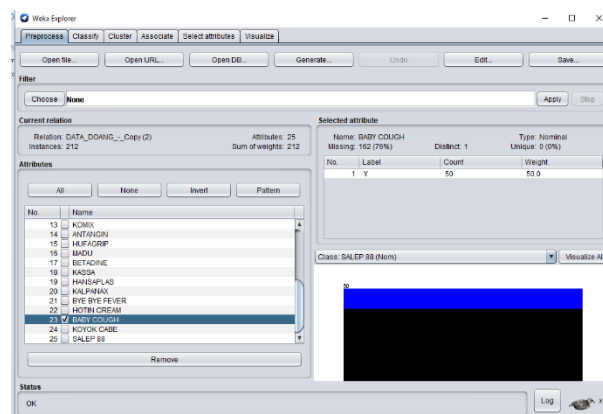 Weka Explorer
Preprocess Classify Cluster Associate Select attributes Visualize
Open file... Open URL... Open DB... Generate... Undo Edit... Save...
Filter
Choose None Apply Stop
Current relation
Relation: DATA_DOANG_-_Copy (2) Attributes: 25
Instances: 212 Sum of weights: 212
Attributes
All None Invert Pattern
No. Name
13 KOMIX
14 ANTANGIN
15 HUFAGRIP
16 MADU
17 BETADINE
18 KASSA
19 HANSAPLAS
20 KALPANAX
21 BYE BYE FEVER
22 HOTIN CREAM
23 BABY COUGH
24 KOYOK CABE
25 SALEP 88
Remove
Selected attribute
Name: BABY COUGH Type: Nominal
Missing: 162 (76%) Distinct: 1 Unique: 0 (0%)
No. Label Count Weight
1 Y 50 50.0
Class: SALEP 88 (Nom) Visualize All
50
Status
OK Log x